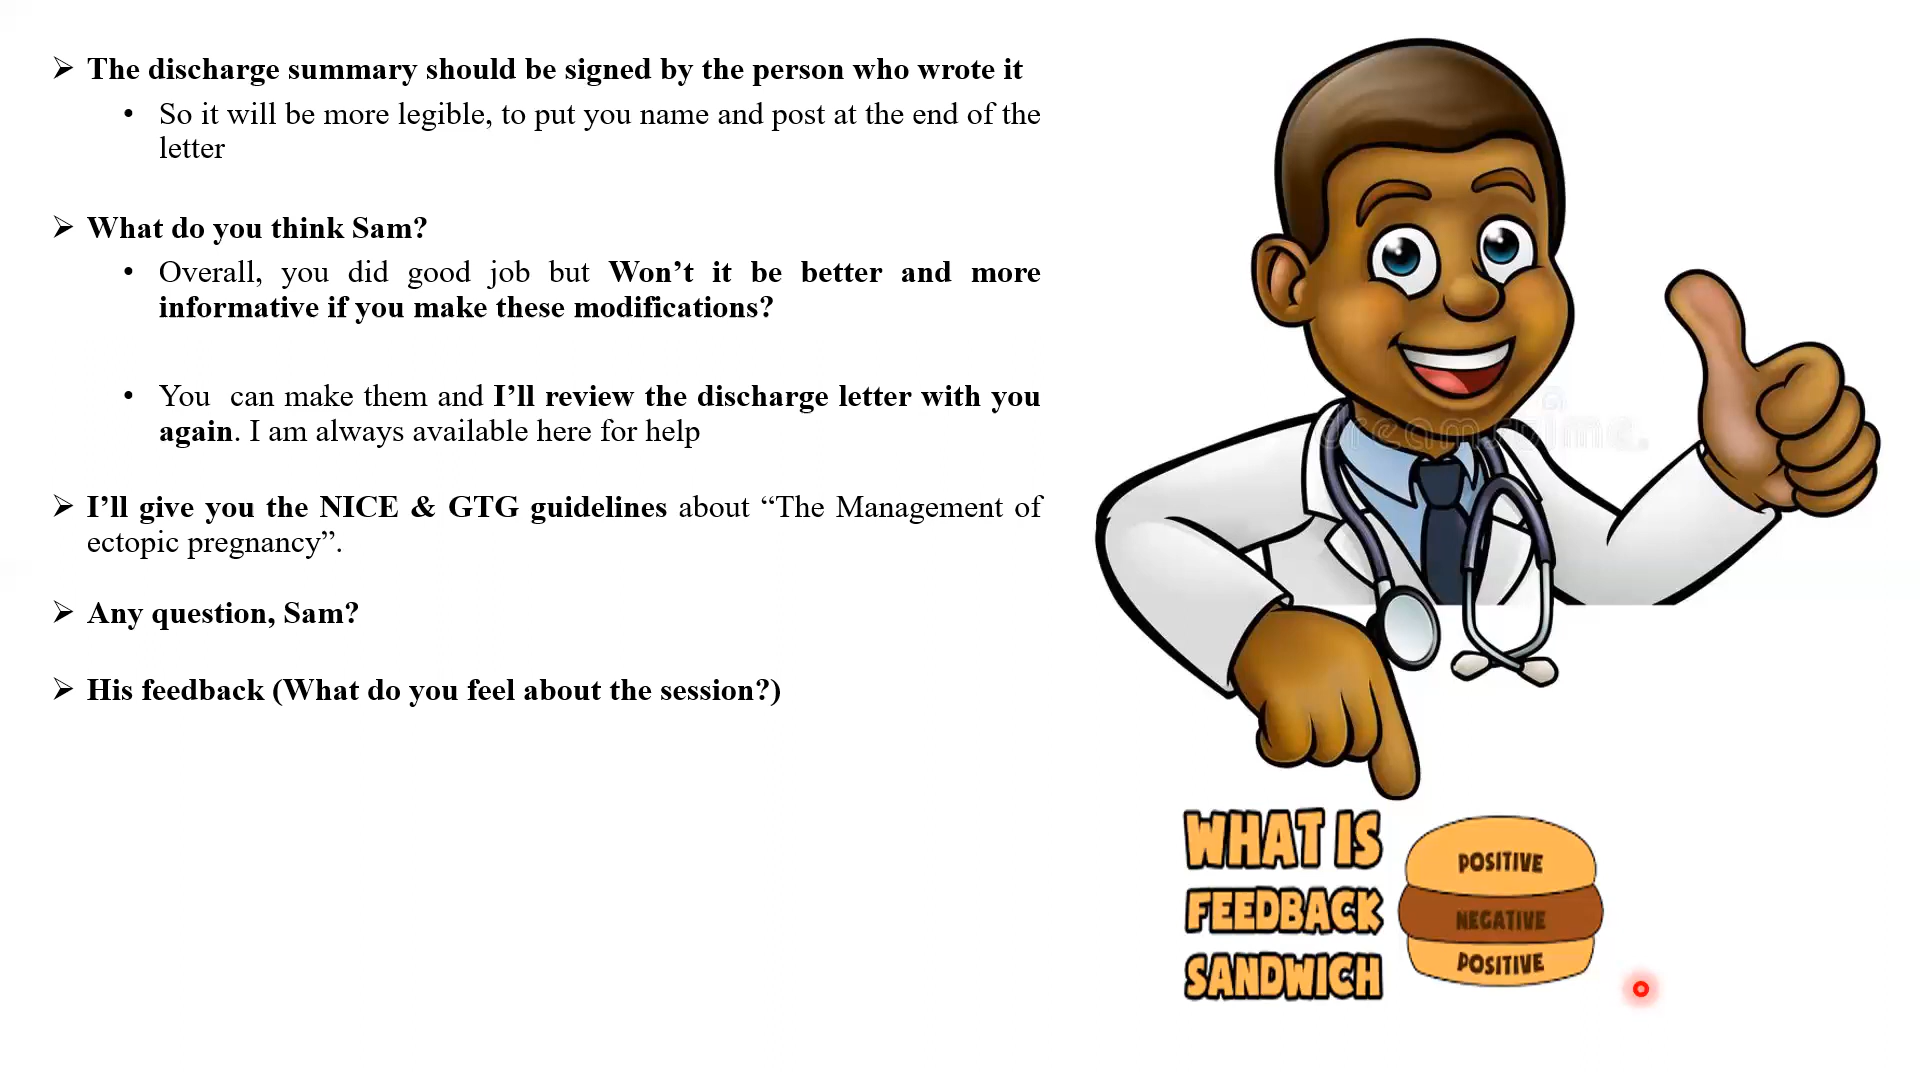 ➢ The discharge summary should be signed by the person who wrote it
• So it will be more legible, to put you name and post at the end of the
letter
➢ What do you think Sam?
• Overall, you did good job but Won’t it be better and more
informative if you make these modifications?
• You can make them and I’ll review the discharge letter with you
again. I am always available here for help
➢ I’ll give you the NICE & GTG guidelines about “The Management of
ectopic pregnancy”.
➢ Any question, Sam?
➢ His feedback (What do you feel about the session?)
dreamstime.
WHAT IS
FEEDBACK
SANDWICH
POSITIVE
NEGATIVE
POSITIVE